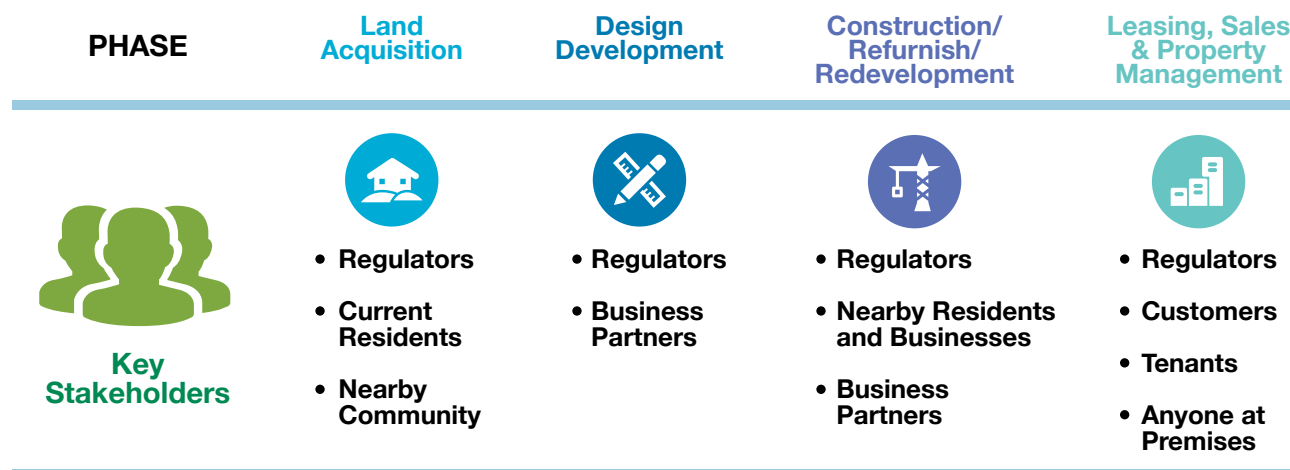 PHASE
Land
Acquisition
Design
Development
Construction/
Refurnish/
Redevelopment
Leasing, Sales
& Property
Management
Key
Stakeholders
• Regulators
• Current
Residents
• Nearby
Community
• Regulators
• Business
Partners
• Regulators
• Nearby Residents
and Businesses
• Business
Partners
• Regulators
• Customers
• Tenants
• Anyone at
Premises